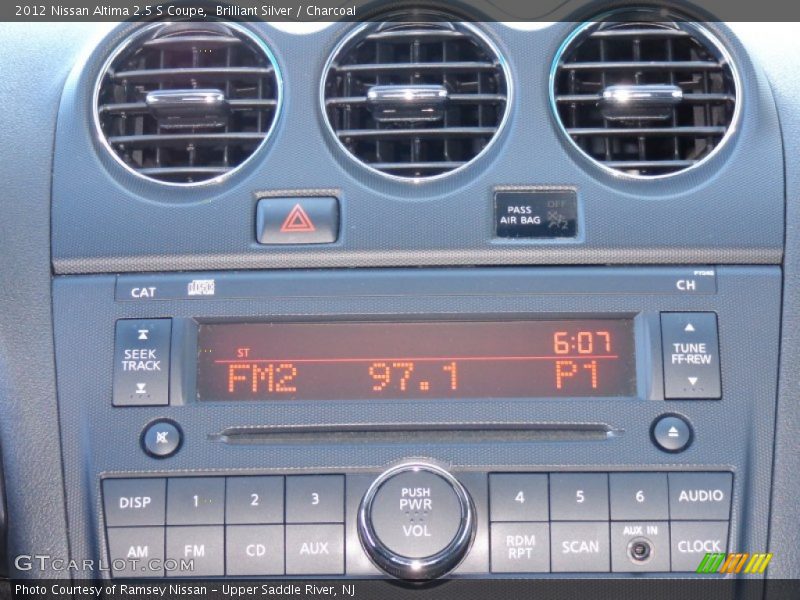 2012 Nissan Altima 2.5 S Coupe, Brilliant Silver / Charcoal
PASS AIR BAG OFF
CAT CH
SEEK TRACK
ST 6:07
FM2 97.1 P1
TUNE FF·REW
DISP 1 2 3
PUSH PWR
VOL
4 5 6 AUDIO
AM FM CD AUX
RDM RPT SCAN AUX IN CLOCK
GTCarLot.com
Photo Courtesy of Ramsey Nissan - Upper Saddle River, NJ